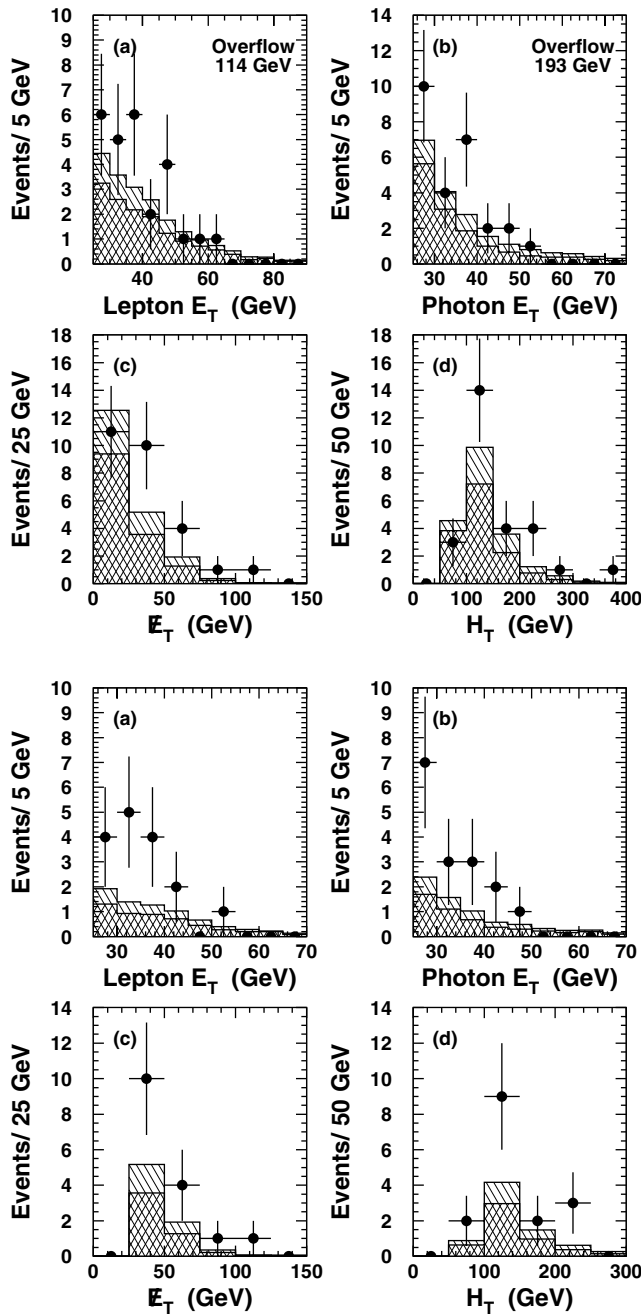 (a)
Overflow
114 GeV
Events/ 5 GeV
10
9
8
7
6
5
4
3
2
1
0
40 60 80
Lepton E_T (GeV)
(b)
Overflow
193 GeV
Events/ 5 GeV
14
12
10
8
6
4
2
0
30 40 50 60 70
Photon E_T (GeV)
(c)
Events/ 25 GeV
18
16
14
12
10
8
6
4
2
0
0 50 100 150
E̸_T (GeV)
(d)
Events/ 50 GeV
18
16
14
12
10
8
6
4
2
0
0 100 200 300 400
H_T (GeV)
(a)
Events/ 5 GeV
10
9
8
7
6
5
4
3
2
1
0
30 40 50 60 70
Lepton E_T (GeV)
(b)
Events/ 5 GeV
10
9
8
7
6
5
4
3
2
1
0
30 40 50 60 70
Photon E_T (GeV)
(c)
Events/ 25 GeV
14
12
10
8
6
4
2
0
0 50 100 150
E̸_T (GeV)
(d)
Events/ 50 GeV
14
12
10
8
6
4
2
0
0 100 200 300
H_T (GeV)